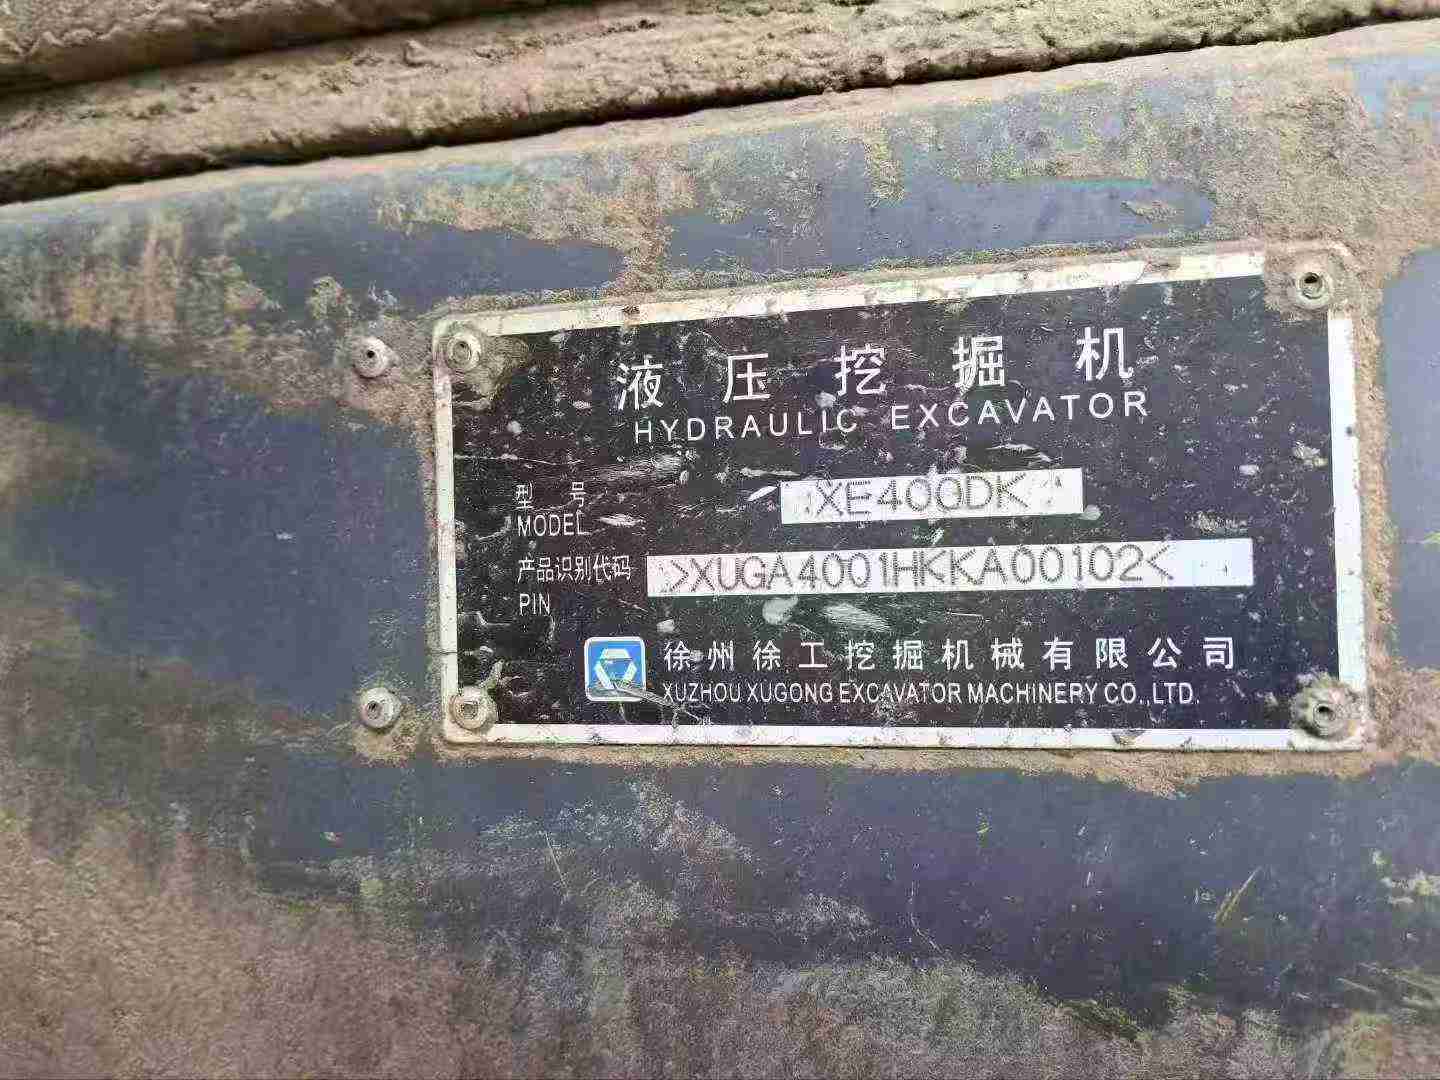 液压挖掘机
HYDRAULIC EXCAVATOR
型号 XE400DK
MODEL
产品识别代码 >XUGA4001HKKA00102<
PIN
徐州徐工挖掘机械有限公司
XUZHOU XUGONG EXCAVATOR MACHINERY CO.,LTD.